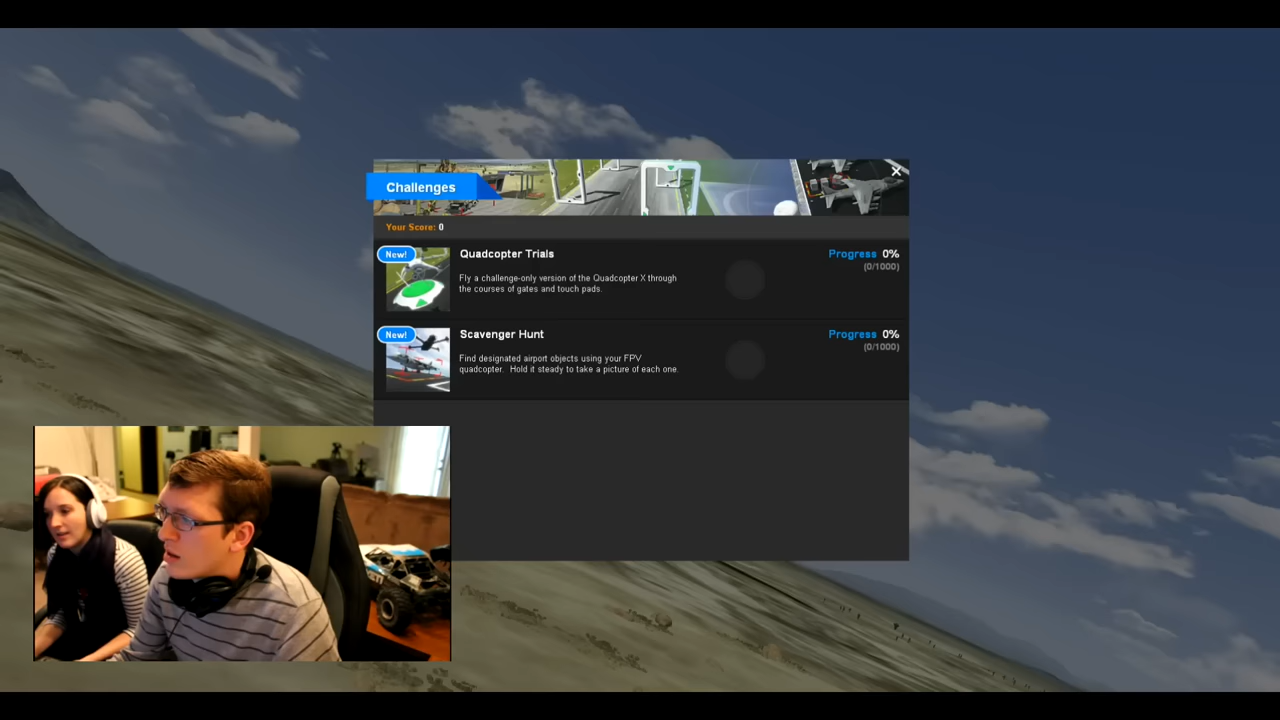 Challenges
Your Score: 0
New!
Quadcopter Trials
Progress 0%
(0/1000)
Fly a challenge-only version of the Quadcopter X through
the courses of gates and touch pads.
New!
Scavenger Hunt
Progress 0%
(0/1000)
Find designated airport objects using your FPV
quadcopter. Hold it steady to take a picture of each one.